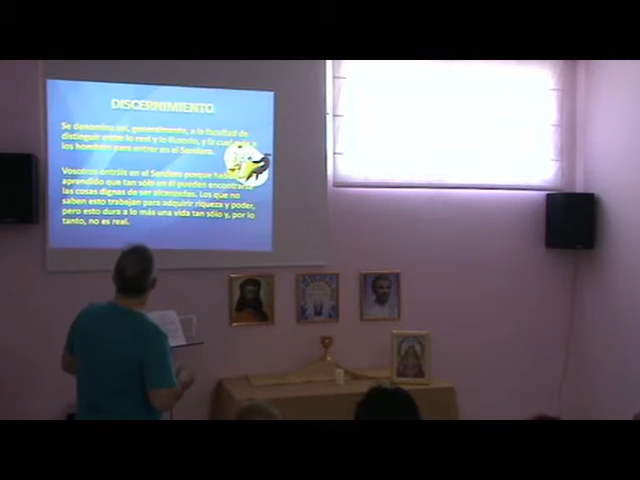 DISCERNIMIENTO
Se denomina así, generalmente, a la facultad de
distinguir entre lo real y lo ilusorio, y la cual
los hombres para entrar en el Sendero.
Vosotros entráis en el Sendero porque
aprendido que tan sólo en él pueden encontrarse
las cosas dignas de ser alcanzadas. Los que no
saben esto trabajan para adquirir riqueza y poder,
pero esto dura a lo más una vida tan sólo y, por lo
tanto, no es real.